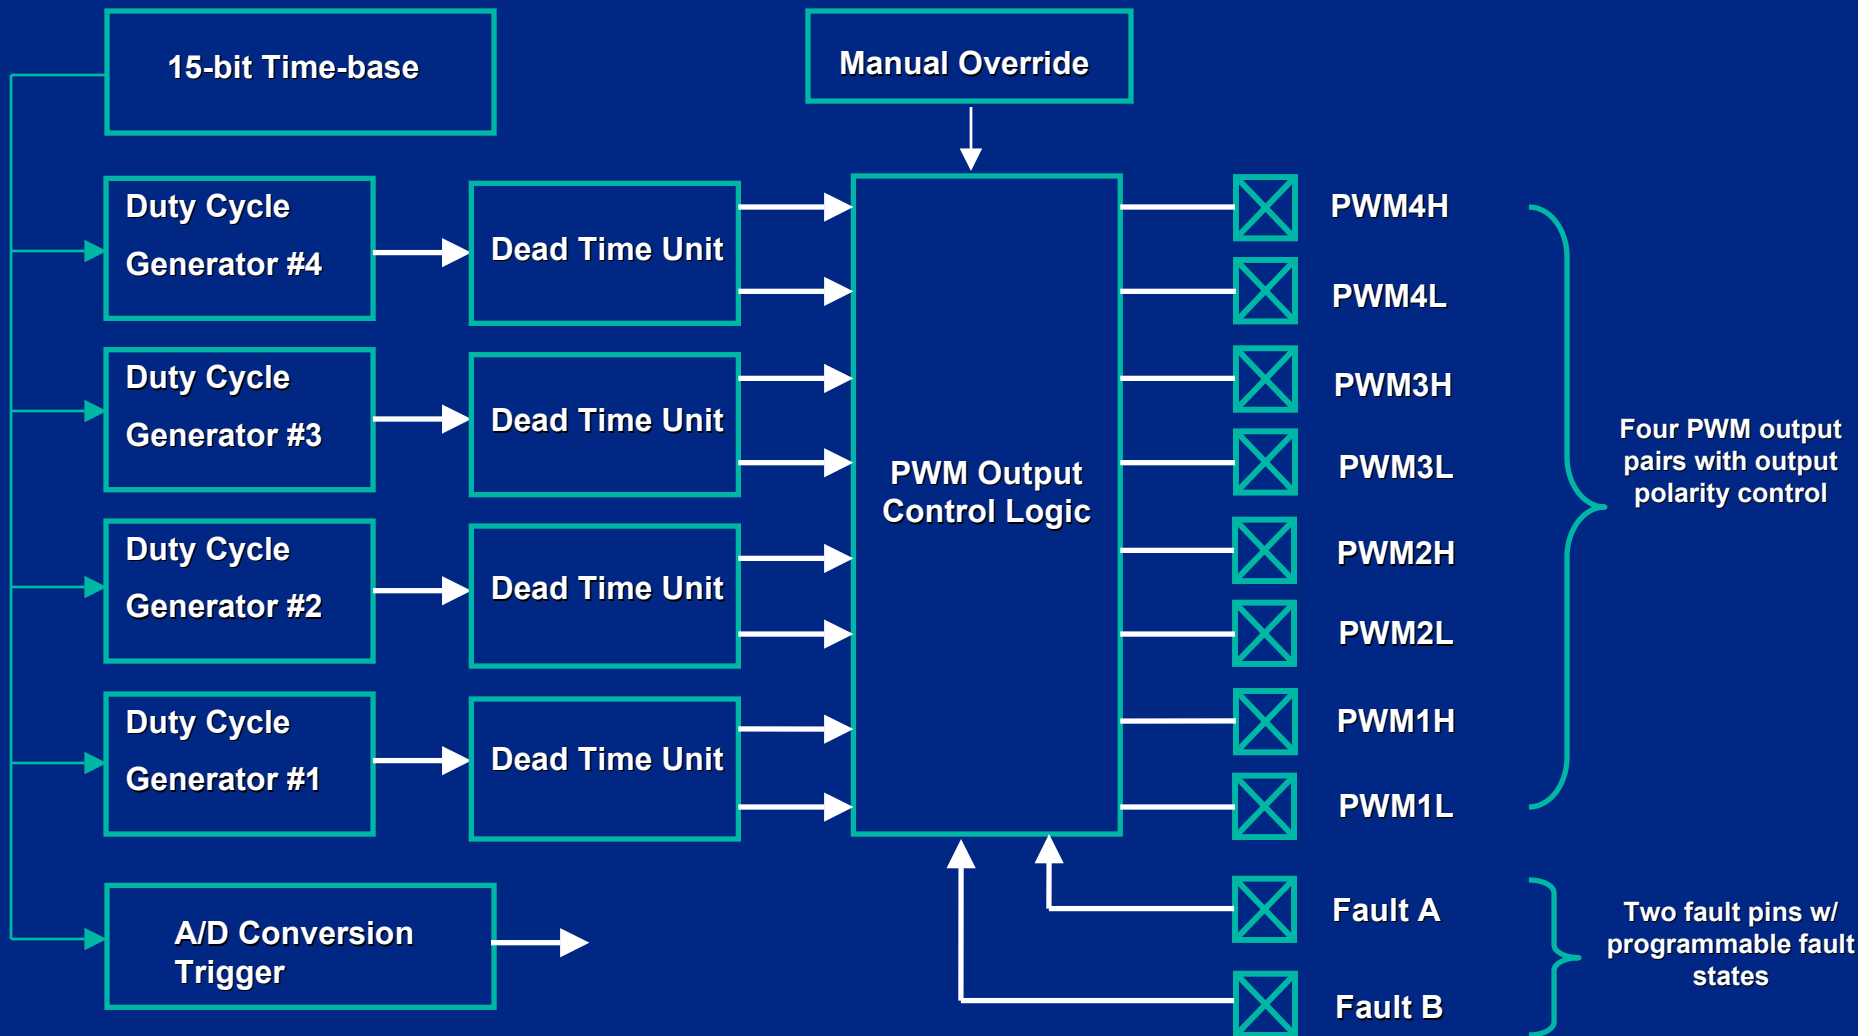 15-bit Time-base
Manual Override
Duty Cycle
Generator #4
Dead Time Unit
PWM4H
PWM4L
Duty Cycle
Generator #3
Dead Time Unit
PWM3H
PWM3L
PWM Output
Control Logic
Four PWM output
pairs with output
polarity control
Duty Cycle
Generator #2
Dead Time Unit
PWM2H
PWM2L
Duty Cycle
Generator #1
Dead Time Unit
PWM1H
PWM1L
A/D Conversion
Trigger
Fault A
Fault B
Two fault pins w/
programmable fault
states